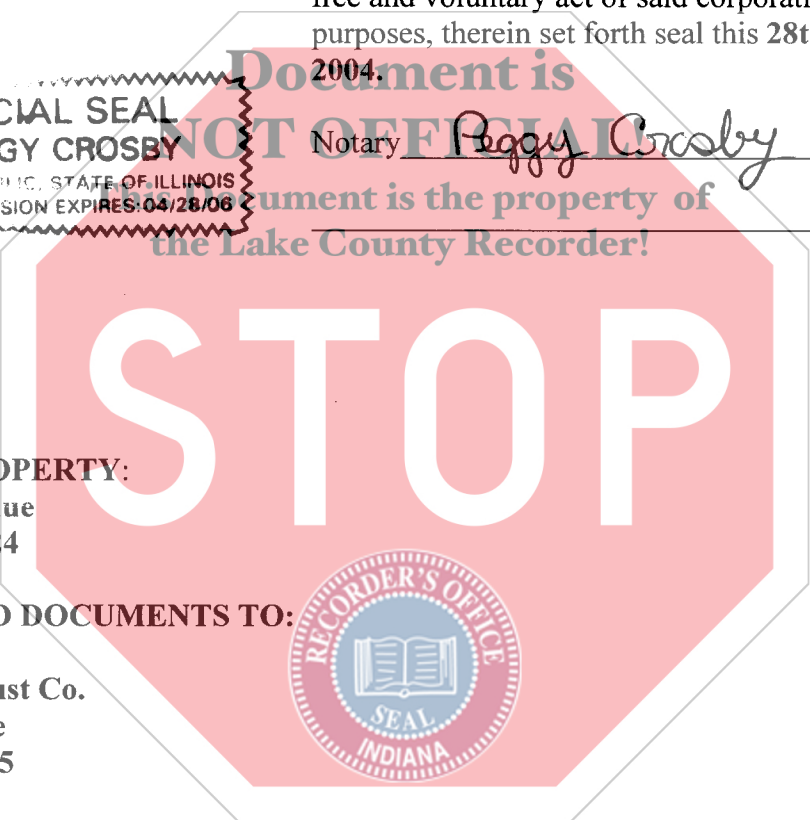 free and voluntary act of said corporati
purposes, therein set forth seal this 28t
2004.
Document is
NOT OFFICIAL!
This Document is the property of
the Lake County Recorder!
CIAL SEAL
GY CROSBY
STATE OF ILLINOIS
SION EXPIRES:04/28/06
Notary Peggy Crosby
STOP
OPERTY:
ue
4
D DOCUMENTS TO:
ust Co.
e
5
RECORDER'S OFFICE
SEAL
INDIANA